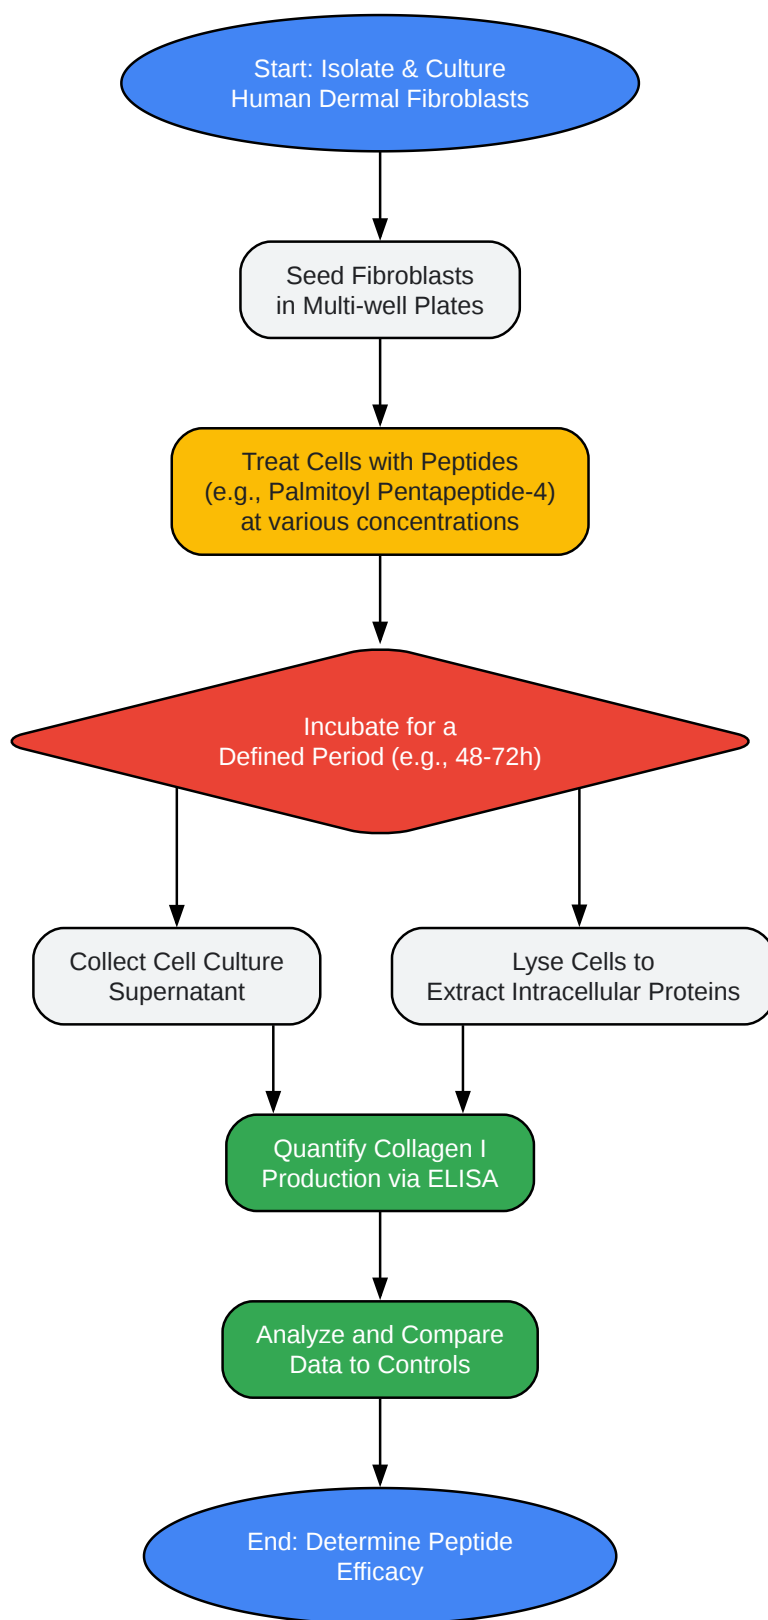 Start: Isolate & Culture
Human Dermal Fibroblasts
Seed Fibroblasts
in Multi-well Plates
Treat Cells with Peptides
(e.g., Palmitoyl Pentapeptide-4)
at various concentrations
Incubate for a
Defined Period (e.g., 48-72h)
Collect Cell Culture
Supernatant
Lyse Cells to
Extract Intracellular Proteins
Quantify Collagen I
Production via ELISA
Analyze and Compare
Data to Controls
End: Determine Peptide
Efficacy